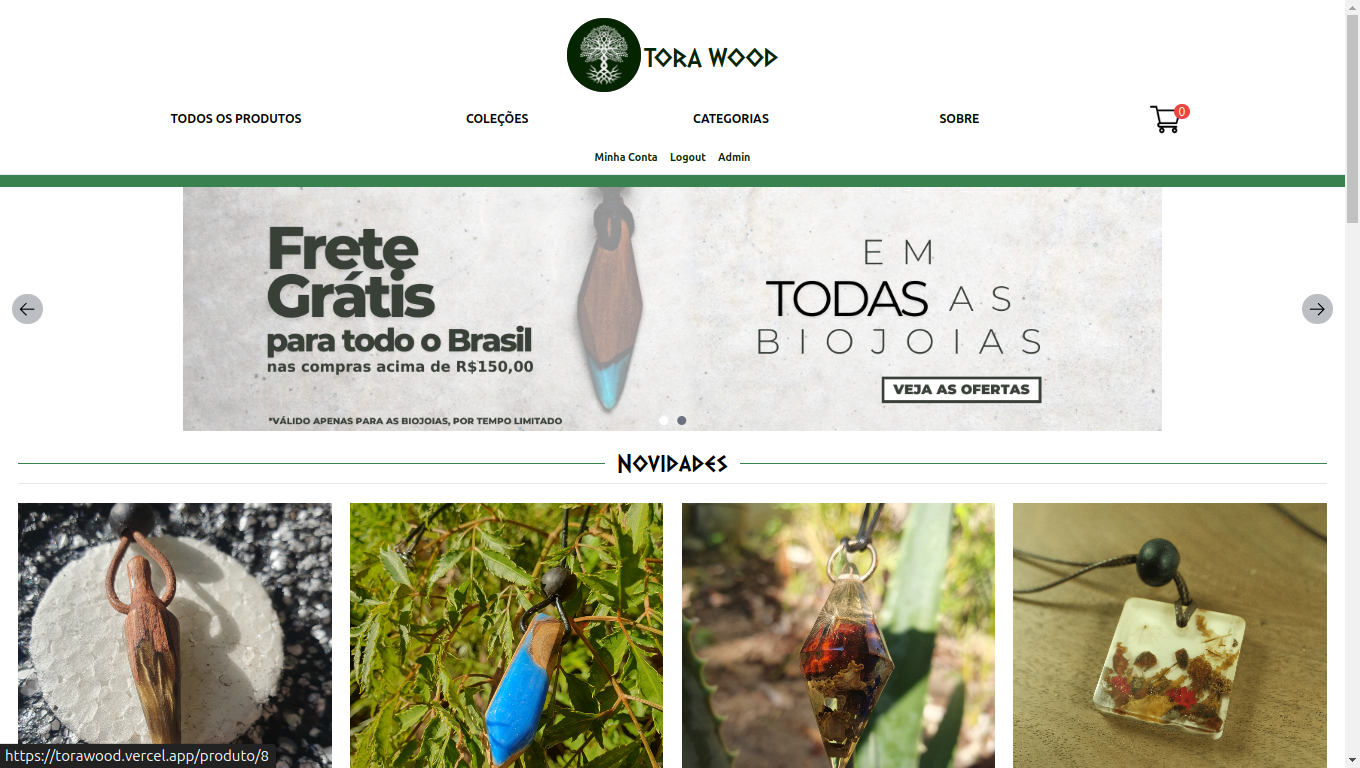 TORA WOOD
TODOS OS PRODUTOS
COLEÇÕES
CATEGORIAS
SOBRE
0
Minha Conta
Logout
Admin
Frete
Grátis
para todo o Brasil
nas compras acima de R$150,00
*VÁLIDO APENAS PARA AS BIOJOIAS, POR TEMPO LIMITADO
EM
TODAS AS
BIOJOIAS
VEJA AS OFERTAS
NOVIDADES
https://torawood.vercel.app/produto/8